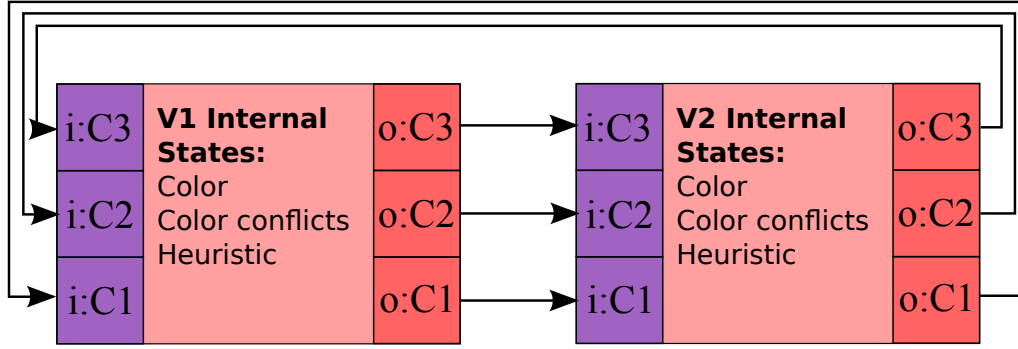 i:C3
i:C2
i:C1
V1 Internal
States:
Color
Color conflicts
Heuristic
o:C3
o:C2
o:C1
i:C3
i:C2
i:C1
V2 Internal
States:
Color
Color conflicts
Heuristic
o:C3
o:C2
o:C1